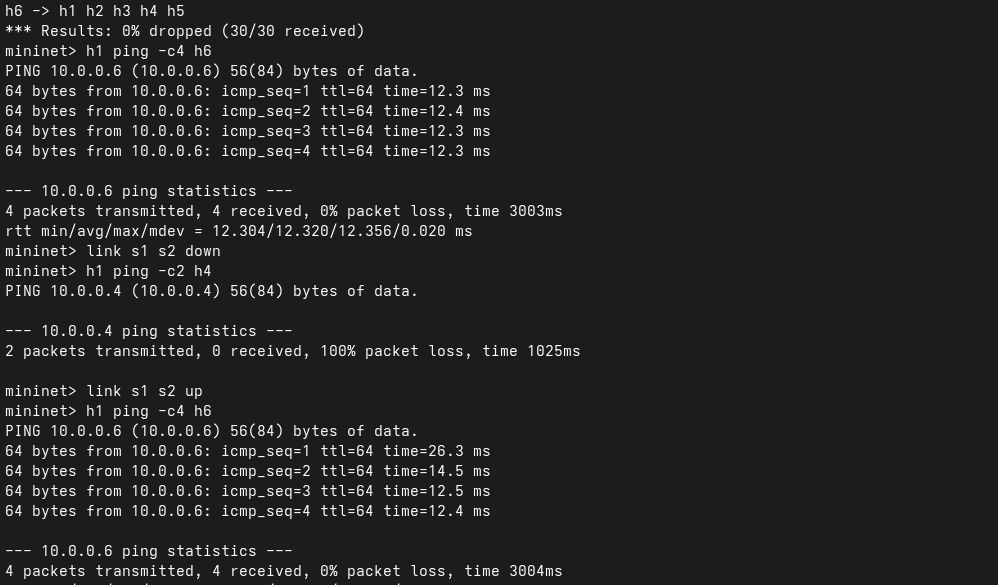 h6 -> h1 h2 h3 h4 h5
*** Results: 0% dropped (30/30 received)
mininet> h1 ping -c4 h6
PING 10.0.0.6 (10.0.0.6) 56(84) bytes of data.
64 bytes from 10.0.0.6: icmp_seq=1 ttl=64 time=12.3 ms
64 bytes from 10.0.0.6: icmp_seq=2 ttl=64 time=12.4 ms
64 bytes from 10.0.0.6: icmp_seq=3 ttl=64 time=12.3 ms
64 bytes from 10.0.0.6: icmp_seq=4 ttl=64 time=12.3 ms

--- 10.0.0.6 ping statistics ---
4 packets transmitted, 4 received, 0% packet loss, time 3003ms
rtt min/avg/max/mdev = 12.304/12.320/12.356/0.020 ms
mininet> link s1 s2 down
mininet> h1 ping -c2 h4
PING 10.0.0.4 (10.0.0.4) 56(84) bytes of data.

--- 10.0.0.4 ping statistics ---
2 packets transmitted, 0 received, 100% packet loss, time 1025ms

mininet> link s1 s2 up
mininet> h1 ping -c4 h6
PING 10.0.0.6 (10.0.0.6) 56(84) bytes of data.
64 bytes from 10.0.0.6: icmp_seq=1 ttl=64 time=26.3 ms
64 bytes from 10.0.0.6: icmp_seq=2 ttl=64 time=14.5 ms
64 bytes from 10.0.0.6: icmp_seq=3 ttl=64 time=12.5 ms
64 bytes from 10.0.0.6: icmp_seq=4 ttl=64 time=12.4 ms

--- 10.0.0.6 ping statistics ---
4 packets transmitted, 4 received, 0% packet loss, time 3004ms